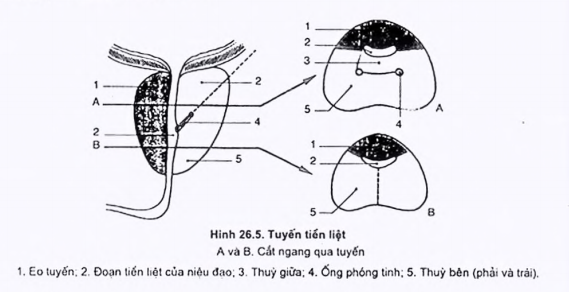 1
2
3
5
4
A
1
A
2
B
2
4
5
1
2
5
B
Hình 26.5. Tuyến tiền liệt
A và B. Cắt ngang qua tuyến
1. Eo tuyến; 2. Đoạn tiền liệt của niệu đạo; 3. Thuỳ giữa; 4. Ống phóng tinh; 5. Thuỳ bên (phải và trái).